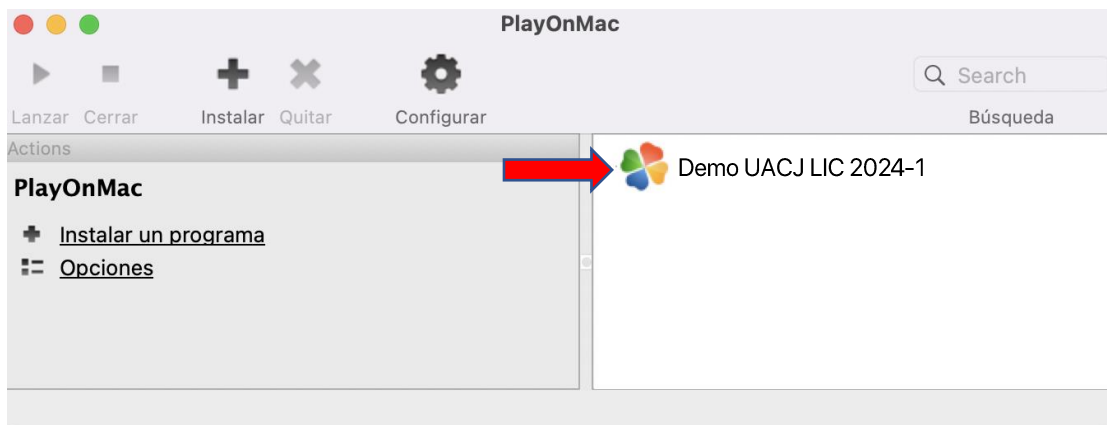 PlayOnMac
Search
Lanzar Cerrar Instalar Quitar Configurar Búsqueda
Actions
PlayOnMac
Instalar un programa
Opciones
Demo UACJ LIC 2024-1